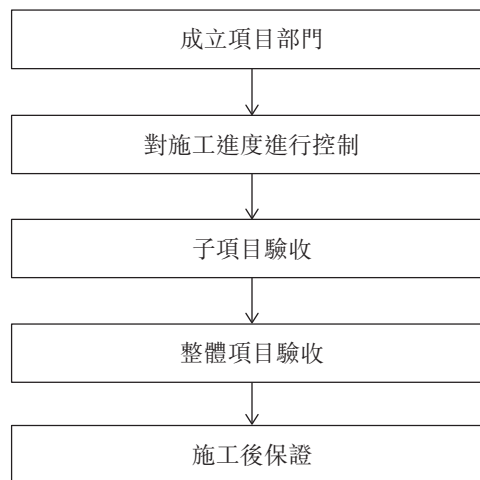 成立項目部門
對施工進度進行控制
子項目驗收
整體項目驗收
施工後保證